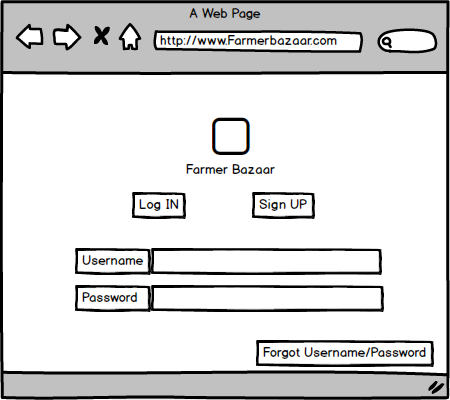 A Web Page
http://www.Farmerbazaar.com
Farmer Bazaar
Log IN
Sign UP
Username
Password
Forgot Username/Password